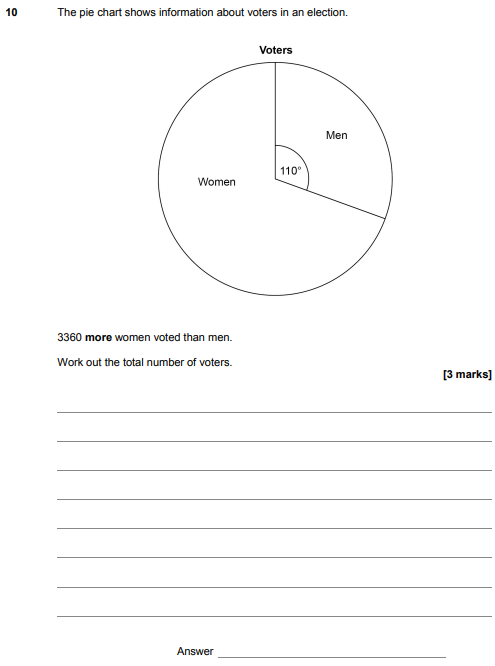 10 The pie chart shows information about voters in an election.
Voters
Men
110°
Women
3360 more women voted than men.
Work out the total number of voters.
[3 marks]
Answer